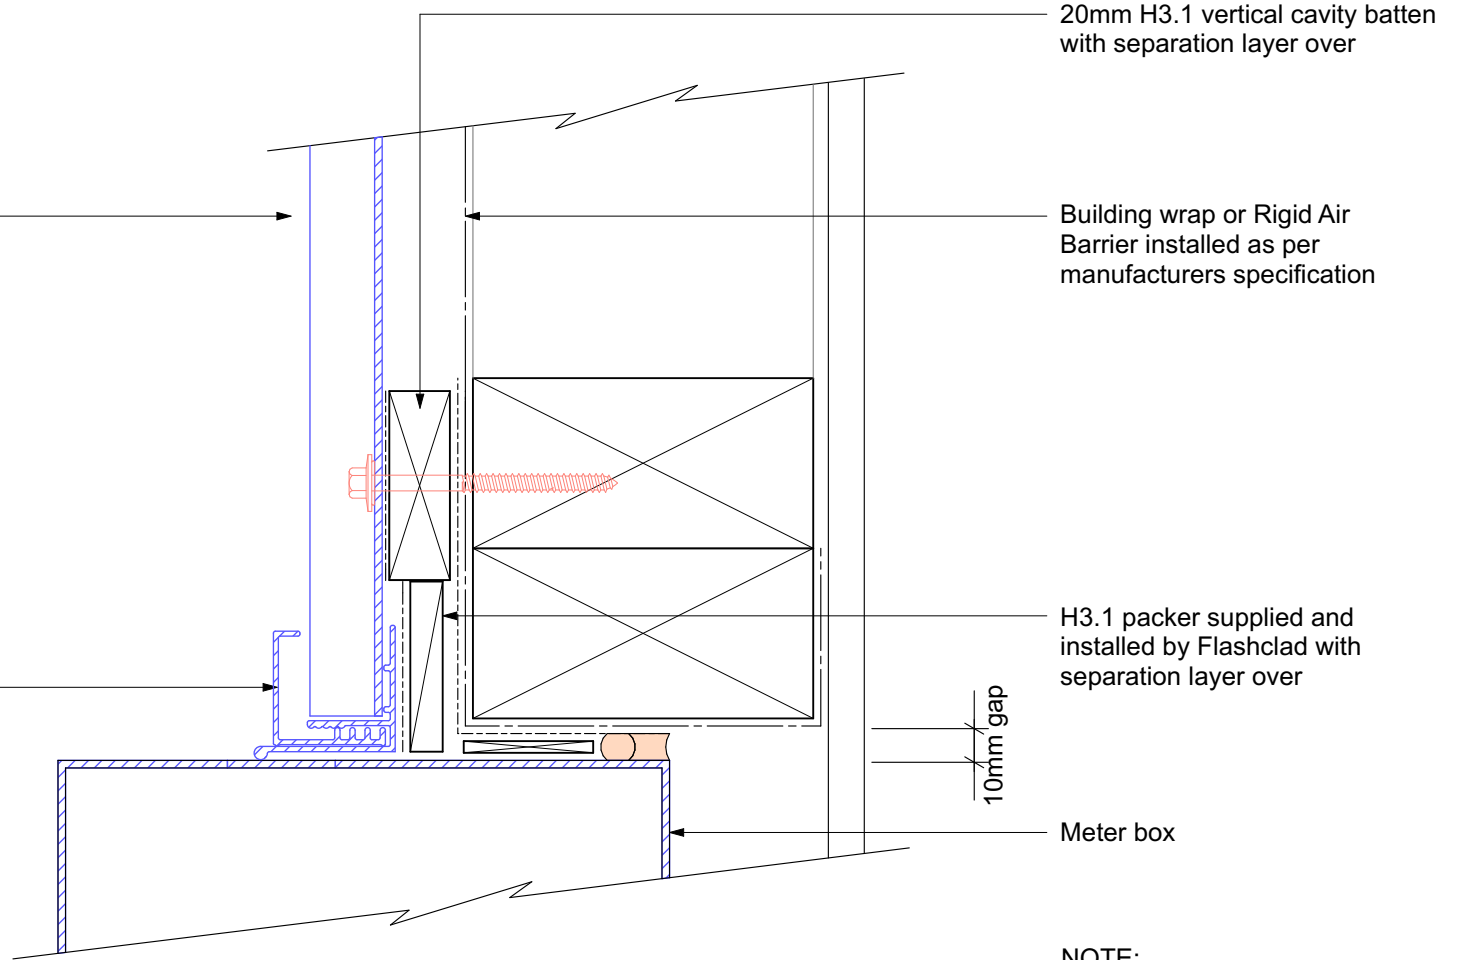 20mm H3.1 vertical cavity batten
with separation layer over
Building wrap or Rigid Air
Barrier installed as per
manufacturers specification
H3.1 packer supplied and
installed by Flashclad with
separation layer over
10mm gap
Meter box
NOTE: